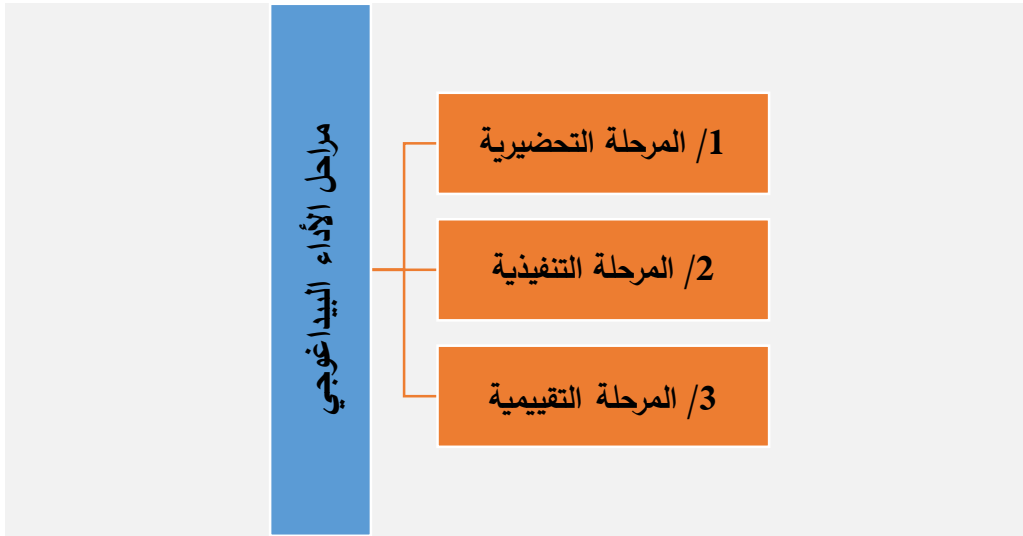 مراحل الأداء البيداغوجي
1/ المرحلة التحضيرية
2/ المرحلة التنفيذية
3/ المرحلة التقييمية